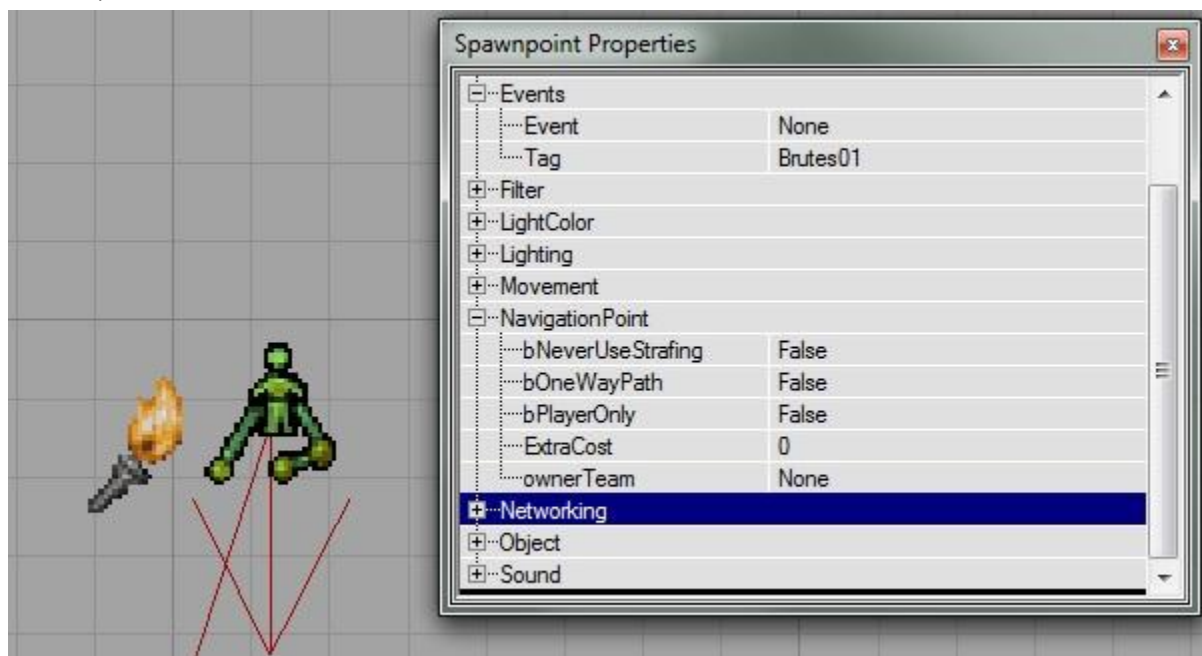 Spawnpoint Properties
Events
Event None
Tag Brutes01
Filter
LightColor
Lighting
Movement
NavigationPoint
bNeverUseStrafing False
bOneWayPath False
bPlayerOnly False
ExtraCost 0
ownerTeam None
Networking
Object
Sound